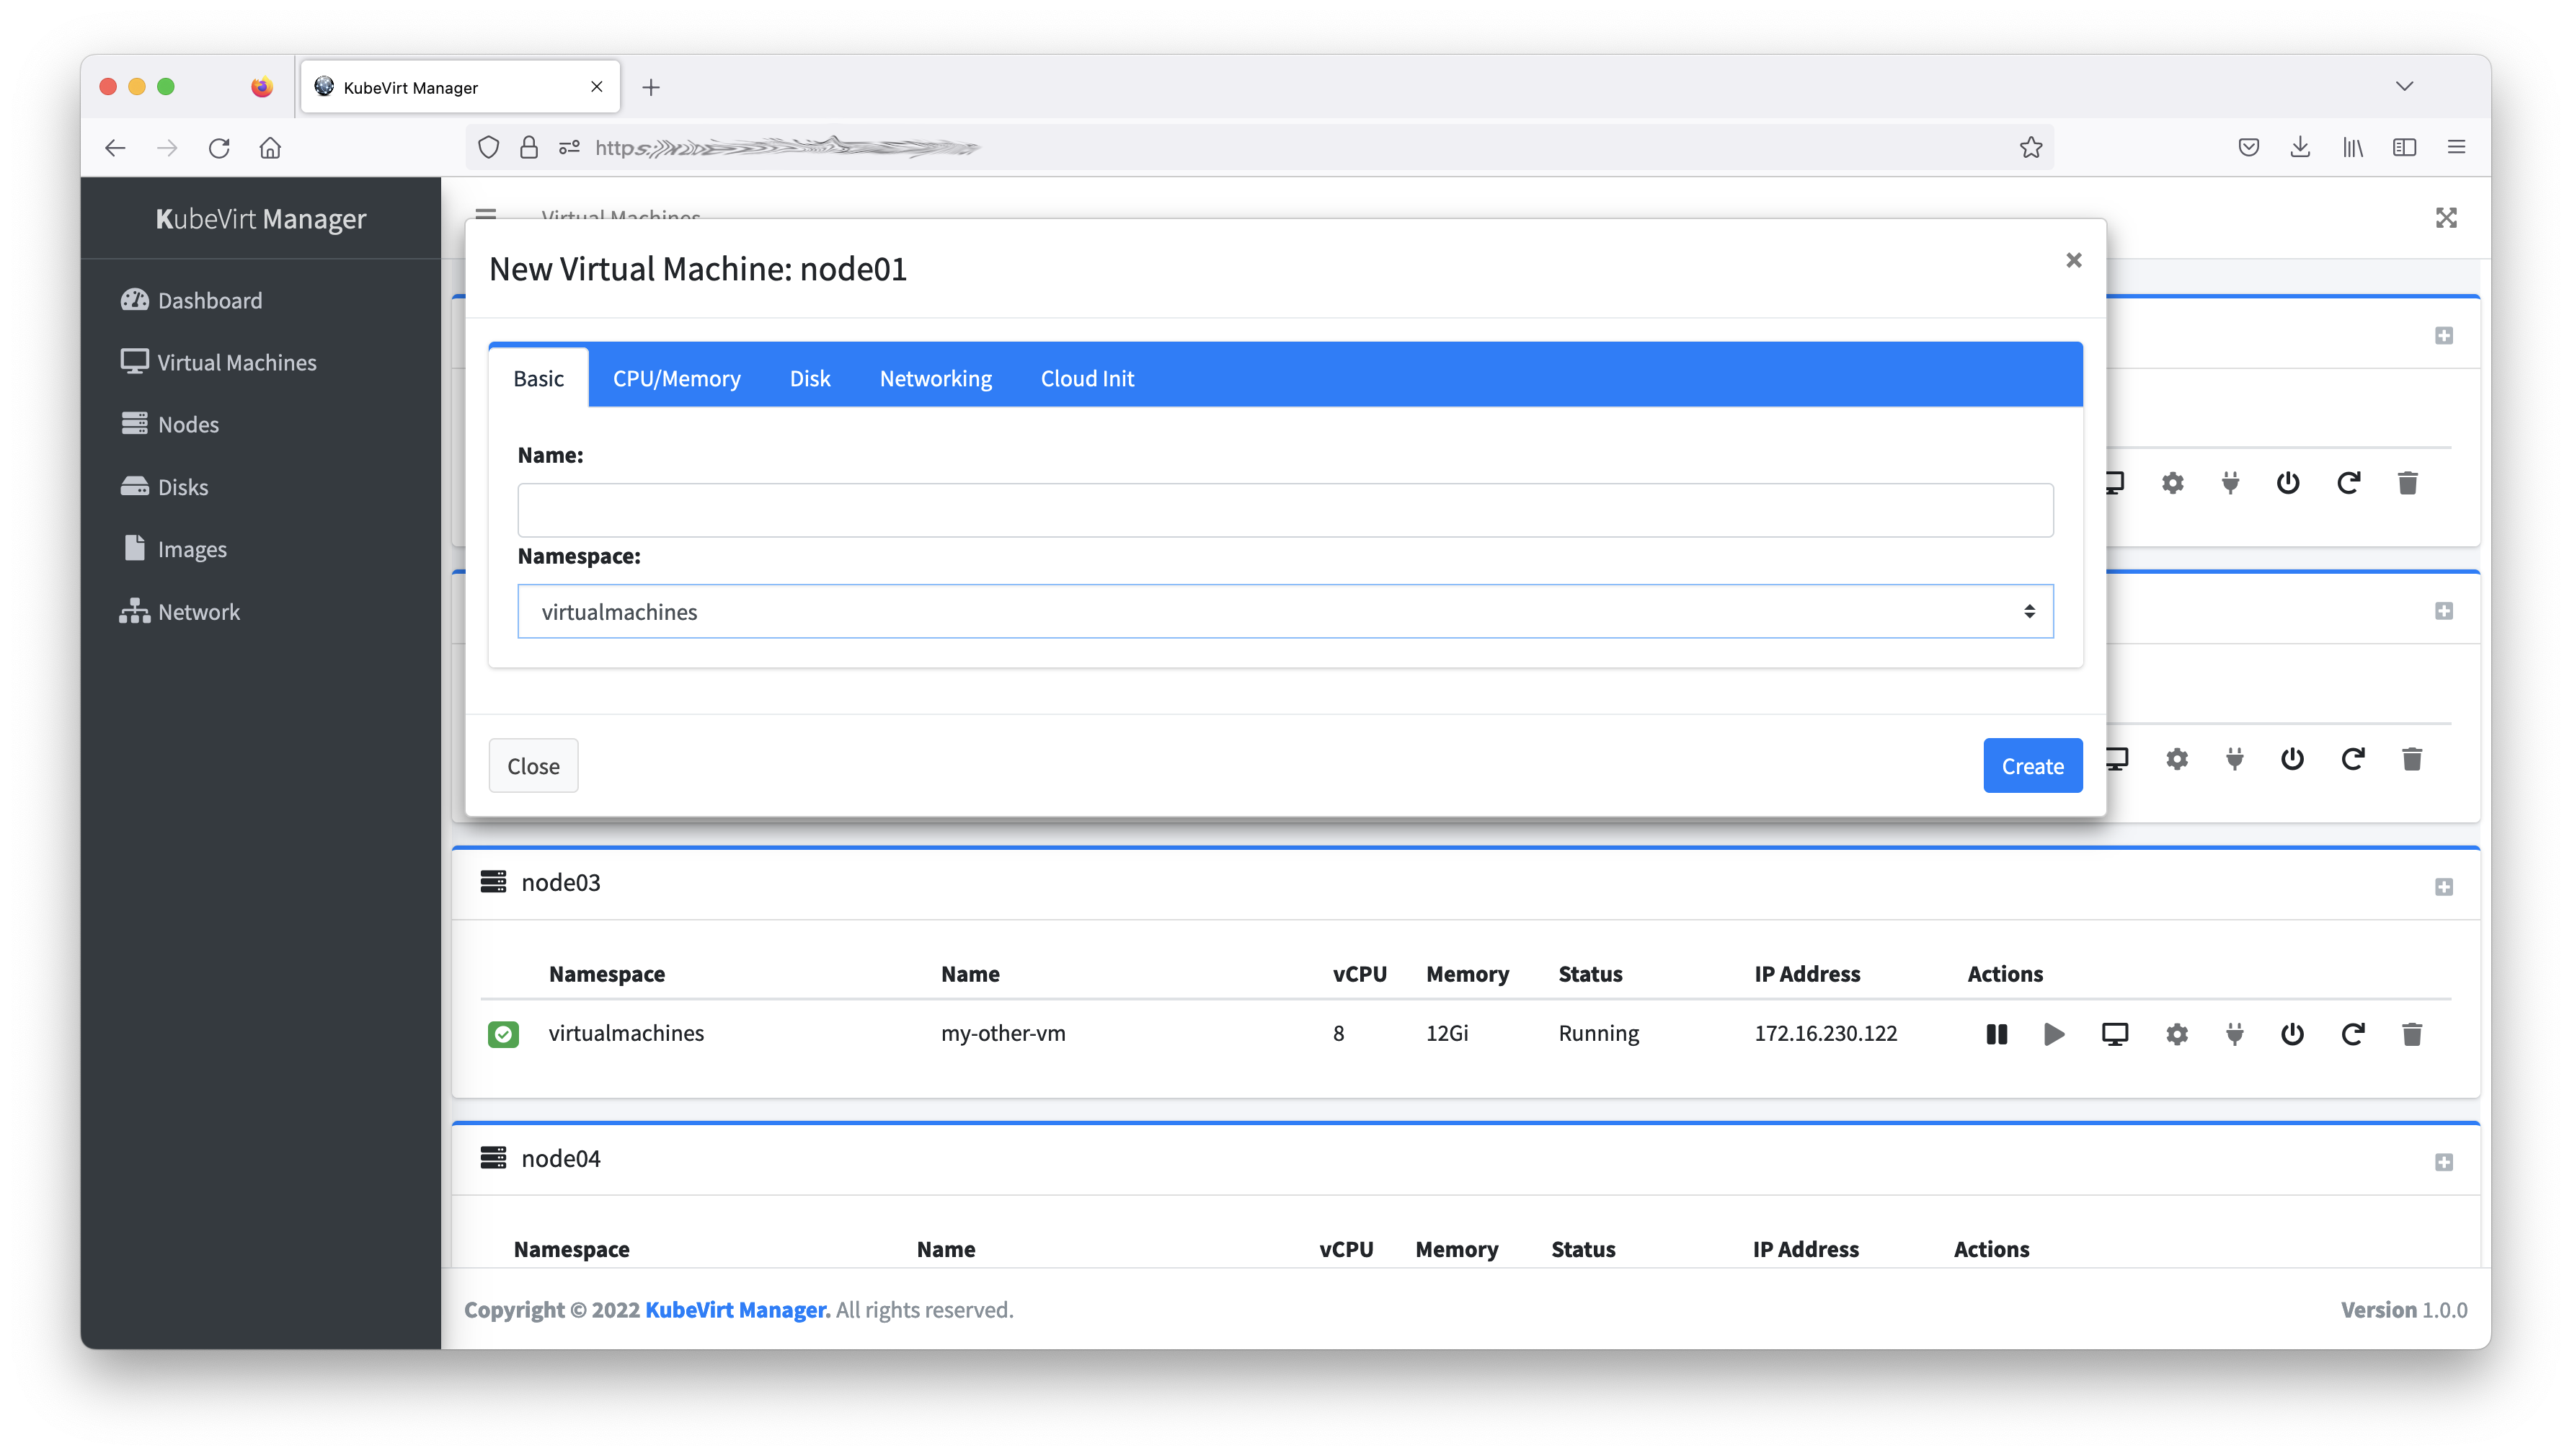 KubeVirt Manager
https://
KubeVirt Manager
Virtual Machines
Dashboard
Virtual Machines
Nodes
Disks
Images
Network
New Virtual Machine: node01
Basic CPU/Memory Disk Networking Cloud Init
Name:
Namespace:
virtualmachines
Close Create
node03
Namespace Name vCPU Memory Status IP Address Actions
virtualmachines my-other-vm 8 12Gi Running 172.16.230.122
node04
Namespace Name vCPU Memory Status IP Address Actions
Copyright © 2022 KubeVirt Manager. All rights reserved. Version 1.0.0